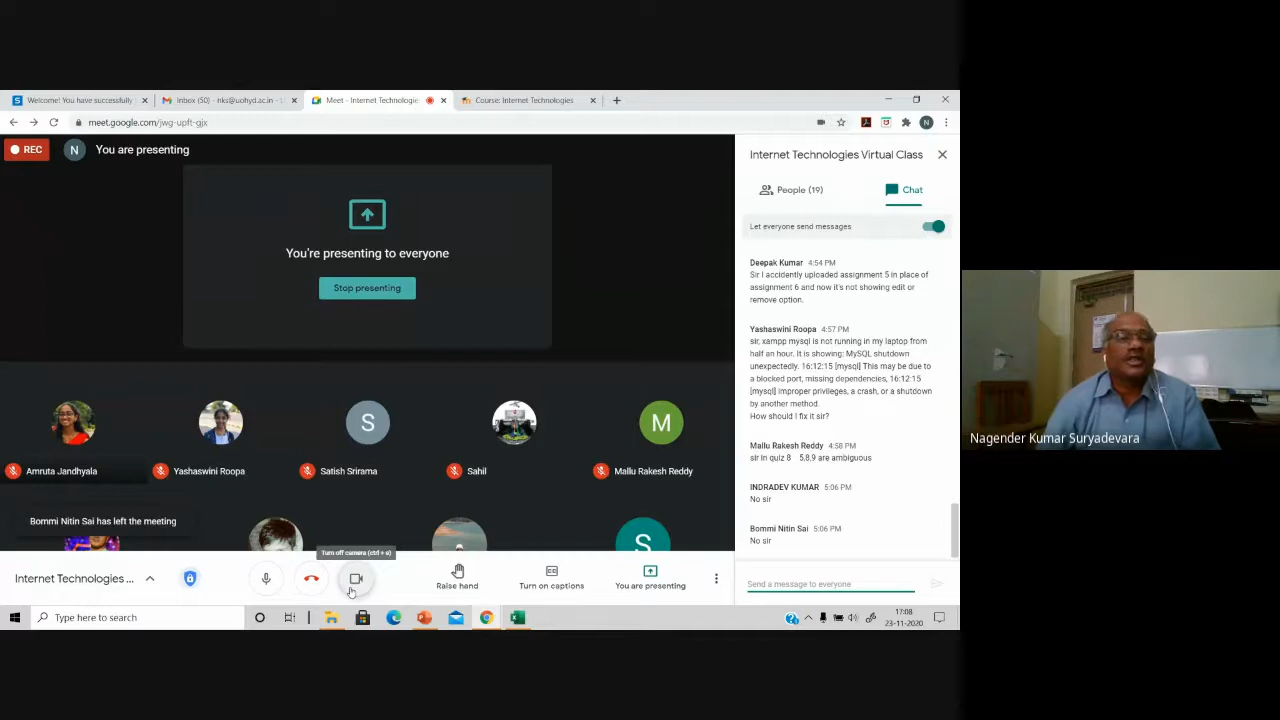 Welcome! You have successfully
Inbox (50) - nks@uohyd.ac.in -
Meet - Internet Technologie
Course: Internet Technologies
meet.google.com/jwg-upft-gjx
N
REC
N
You are presenting
You're presenting to everyone
Stop presenting
S
M
Amruta Jandhyala
Yashaswini Roopa
Satish Srirama
Sahil
Mallu Rakesh Reddy
Bommi Nitin Sai has left the meeting
S
Turn off camera (ctrl + e)
Internet Technologies ...
Raise hand
Turn on captions
You are presenting
Internet Technologies Virtual Class
People (19)
Chat
Let everyone send messages
Deepak Kumar 4:54 PM
Sir I accidently uploaded assignment 5 in place of
assignment 6 and now it's not showing edit or
remove option.
Yashaswini Roopa 4:57 PM
sir, xampp mysql is not running in my laptop from
half an hour. It is showing: MySQL shutdown
unexpectedly. 16:12:15 [mysql] This may be due to
a blocked port, missing dependencies, 16:12:15
[mysql] improper privileges, a crash, or a shutdown
by another method.
How should I fix it sir?
Mallu Rakesh Reddy 4:58 PM
sir in quiz 8 5,8,9 are ambiguous
INDRADEV KUMAR 5:06 PM
No sir
Bommi Nitin Sai 5:06 PM
No sir
Send a message to everyone
Nagender Kumar Suryadevara
Type here to search
17:08
23-11-2020